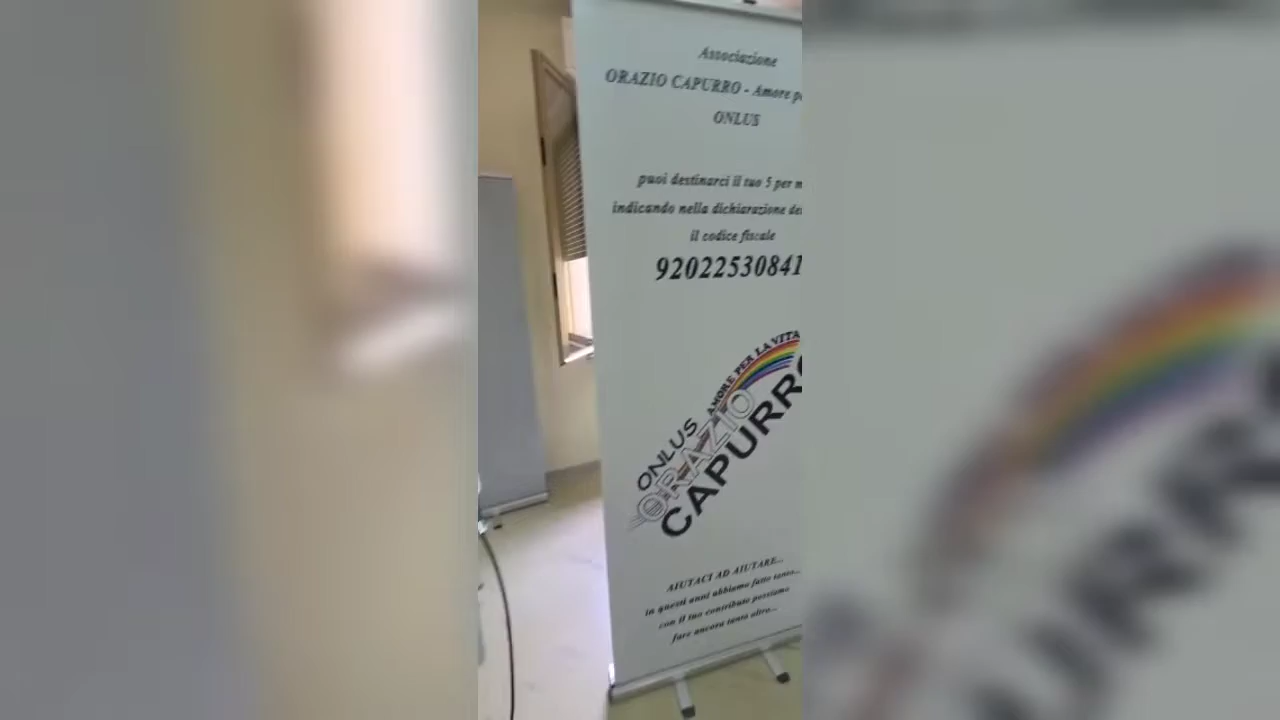 Associazione
ORAZIO CAPURRO - Amore
ONLUS
puoi destinarci il tuo 5 per
indicando nella dichiarazione
il codice fiscale
92022530841
AMORE PER LA VITA
ONLUS
ORAZIO
CAPURRO
AIUTACI AD AIUTARE...
in questi anni abbiamo fatto tanto...
con il tuo contributo possiamo
fare ancora tanto altro...